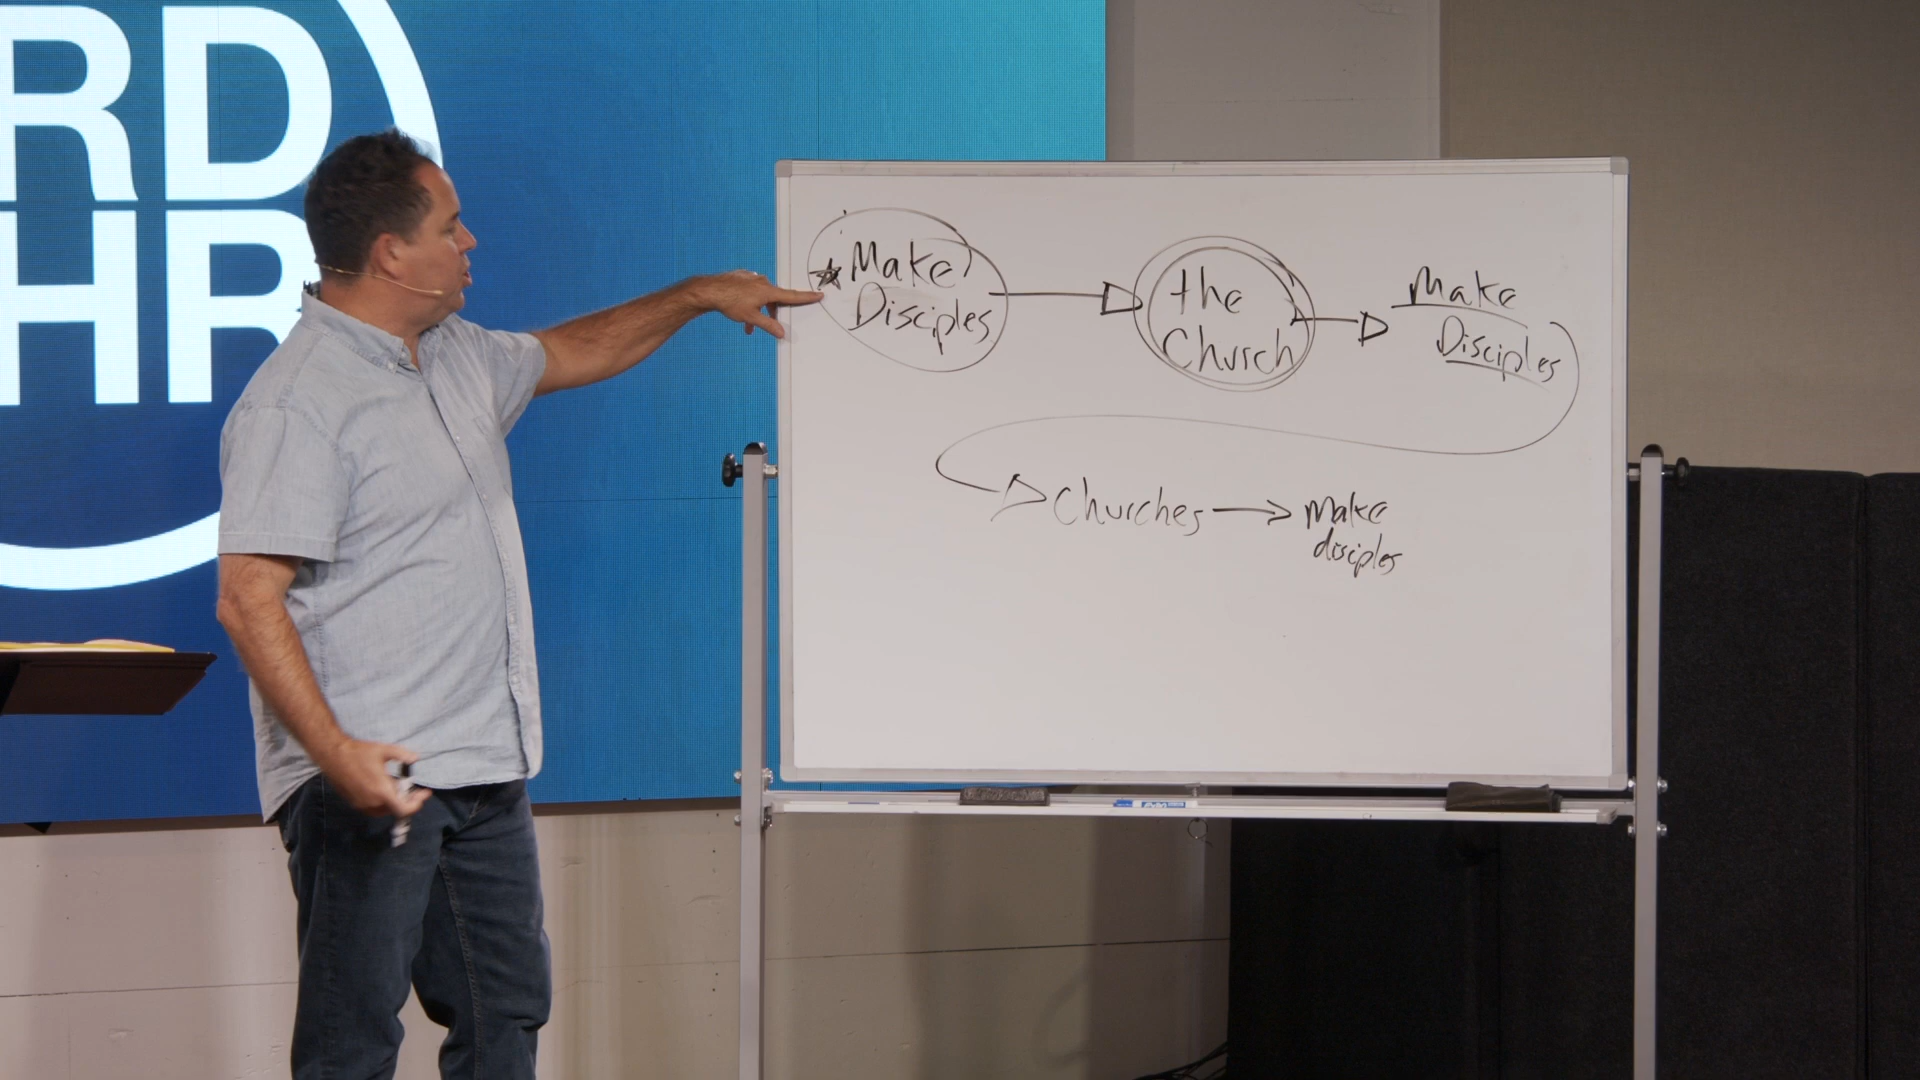 RD
HR
Make
Disciples
the
Church
Make
Disciples
Churches
Make
disciples